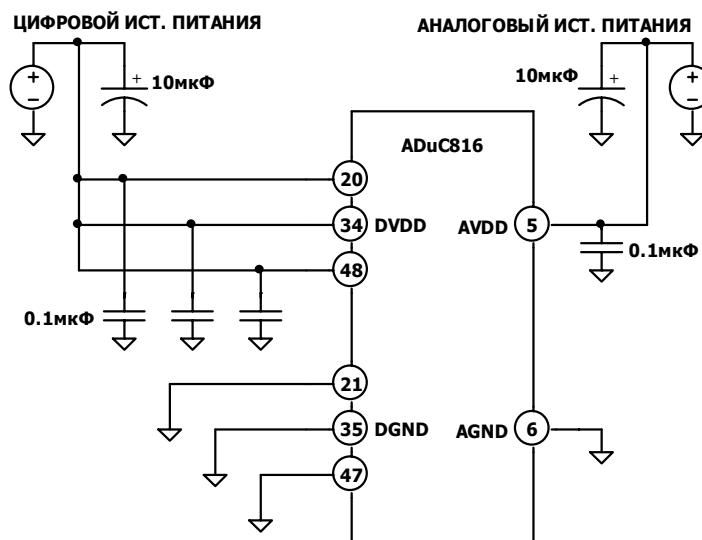 ЦИФРОВОЙ ИСТ. ПИТАНИЯ
АНАЛОГОВЫЙ ИСТ. ПИТАНИЯ
+
−
+
10мкФ
10мкФ
+
+
−
ADuC816
20
34 DVDD
AVDD 5
48
0.1мкФ
0.1мкФ
21
35 DGND
AGND 6
47